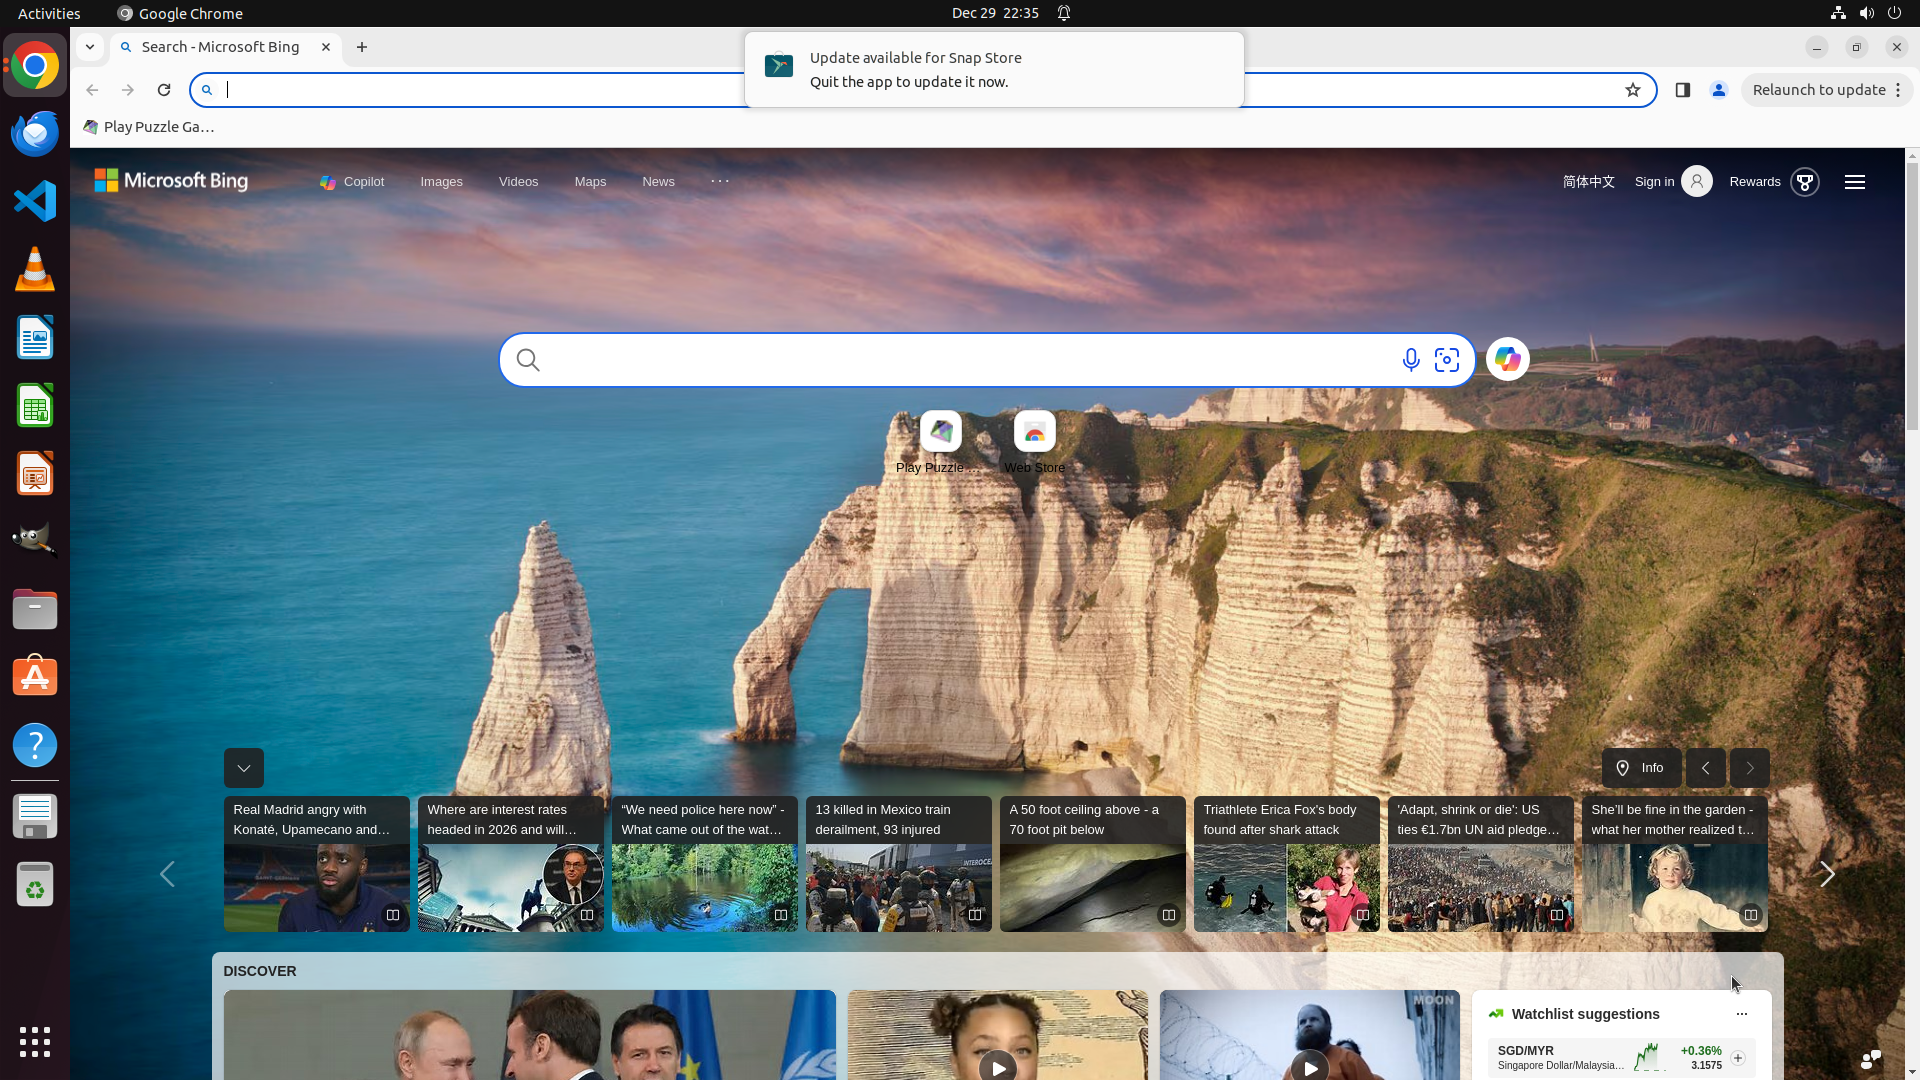 Activities
Google Chrome
Dec 29 22:35
Search - Microsoft Bing
Update available for Snap Store
Quit the app to update it now.
Relaunch to update
Play Puzzle Ga…
Microsoft Bing
Copilot
Images
Videos
Maps
News
简体中文
Sign in
Rewards
Play Puzzle …
Web Store
Info
Real Madrid angry with
Konaté, Upamecano and…
Where are interest rates
headed in 2026 and will…
“We need police here now” -
What came out of the wat…
13 killed in Mexico train
derailment, 93 injured
A 50 foot ceiling above - a
70 foot pit below
Triathlete Erica Fox's body
found after shark attack
'Adapt, shrink or die': US
ties €1.7bn UN aid pledge…
She’ll be fine in the garden -
what her mother realized t…
DISCOVER
MOON
Watchlist suggestions
SGD/MYR
+0.36%
Singapore Dollar/Malaysia…
3.1575